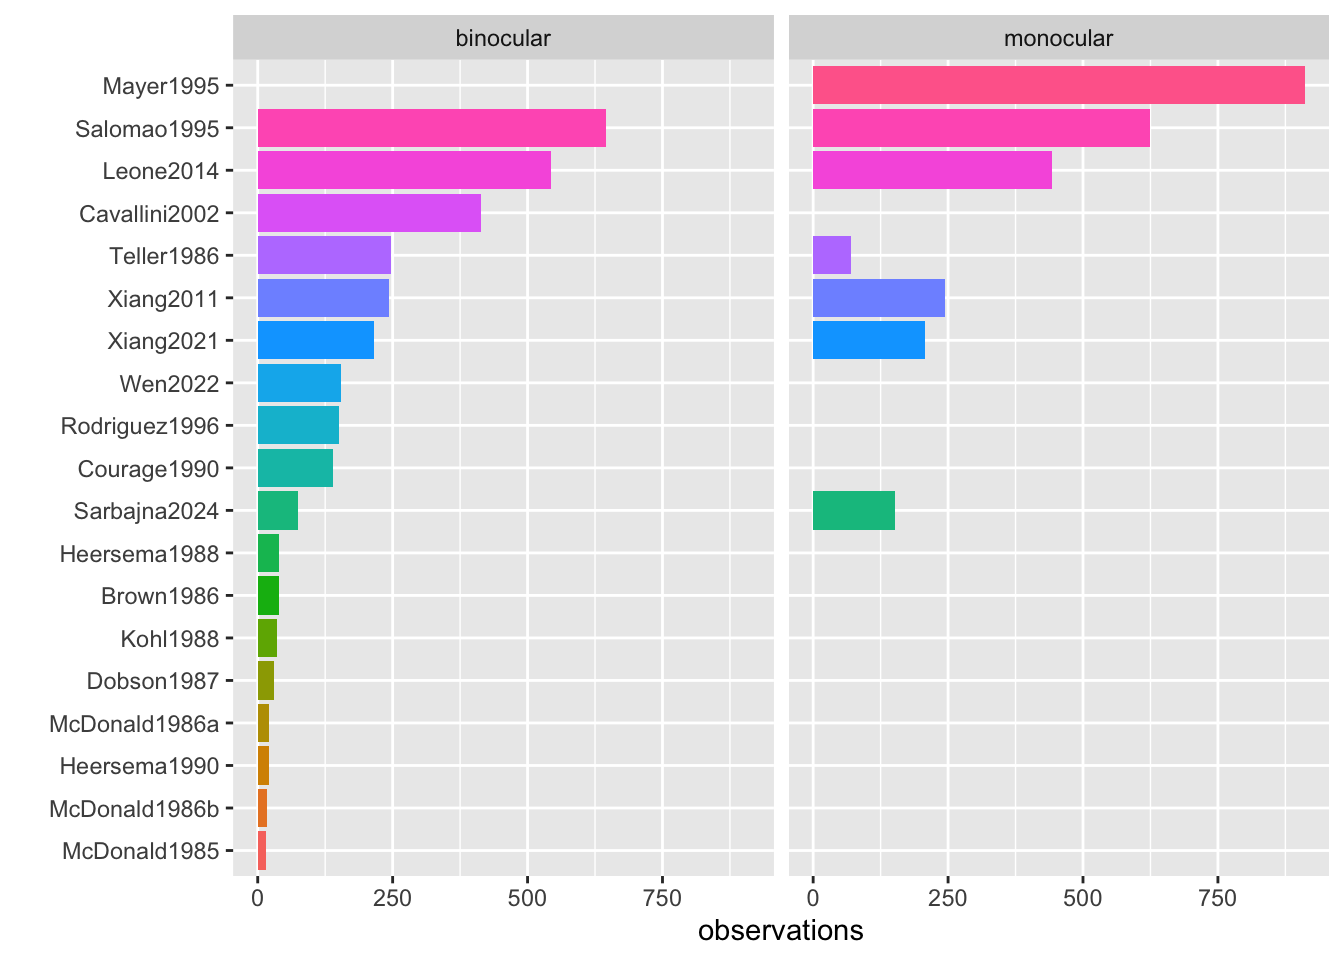 binocular
monocular
Mayer1995
Salomao1995
Leone2014
Cavallini2002
Teller1986
Xiang2011
Xiang2021
Wen2022
Rodriguez1996
Courage1990
Sarbajna2024
Heersema1988
Brown1986
Kohl1988
Dobson1987
McDonald1986a
Heersema1990
McDonald1986b
McDonald1985
0 250 500 750
0 250 500 750
observations